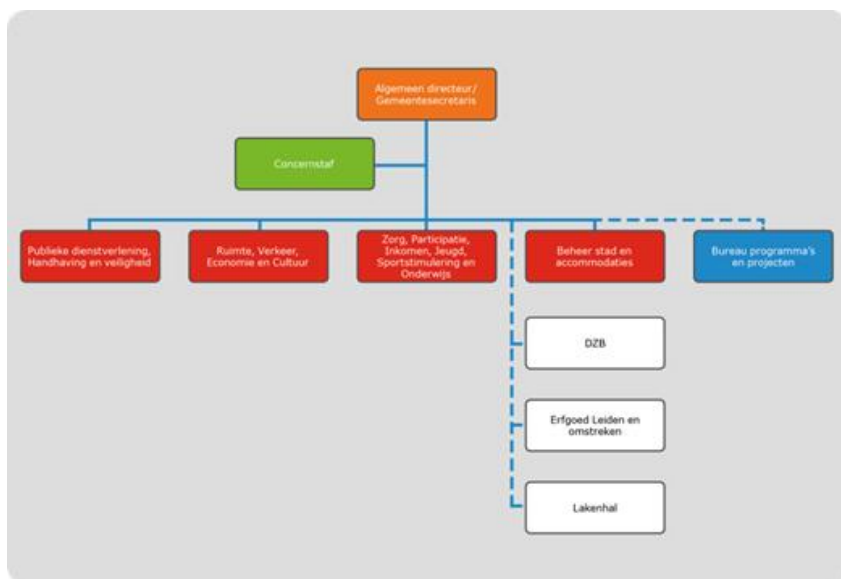 Algemeen directeur/
Gemeentesecretaris
Concernstaf
Publieke dienstverlening,
Handhaving en veiligheid
Ruimte, Verkeer,
Economie en Cultuur
Zorg, Participatie,
Inkomen, Jeugd,
Sportstimulering en
Onderwijs
Beheer stad en
accommodaties
Bureau programma's
en projecten
DZB
Erfgoed Leiden en
omstreken
Lakenhal